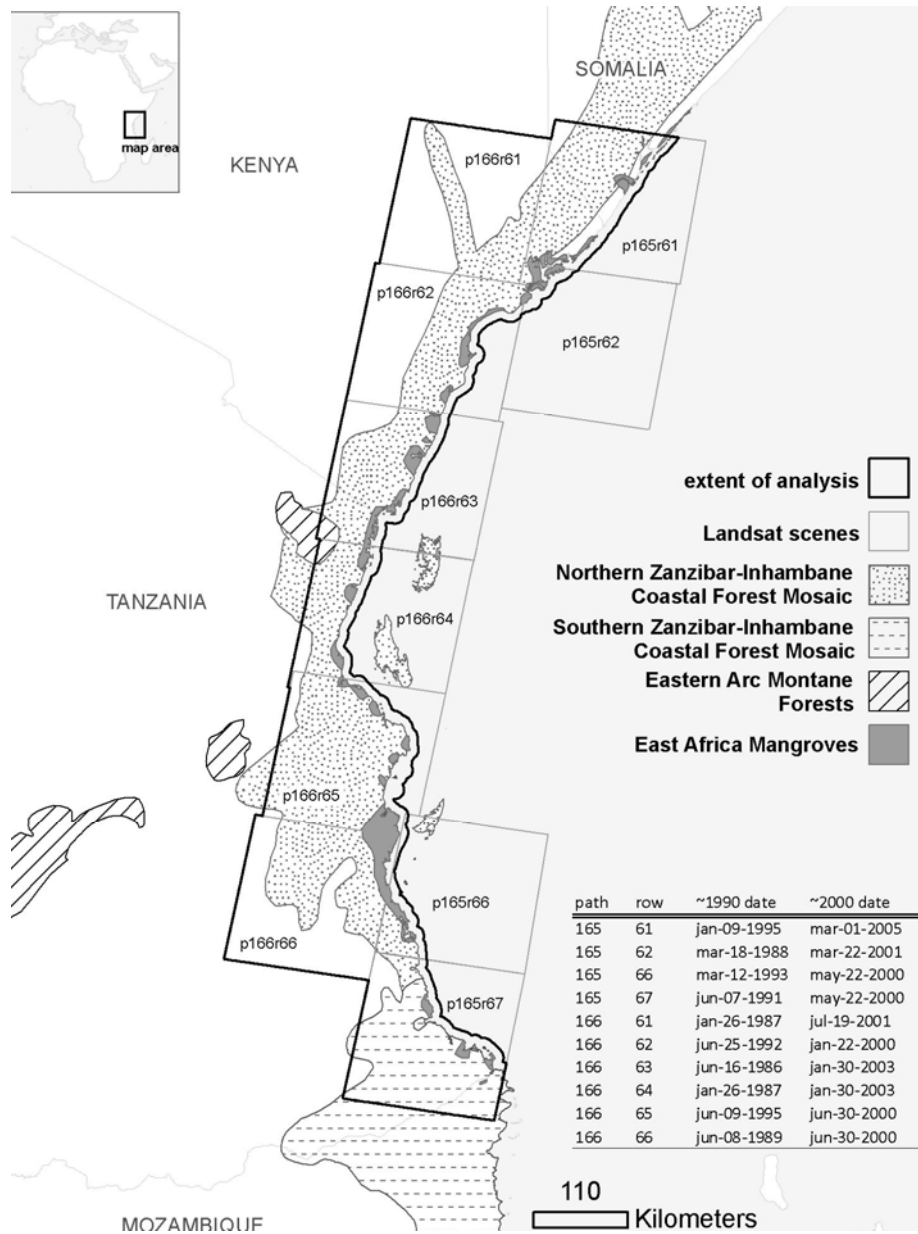 SOMALIA
map area
KENYA
p166r61
p165r61
p166r62
p165r62
p166r63
extent of analysis
Landsat scenes
Northern Zanzibar-Inhambane
Coastal Forest Mosaic
TANZANIA
p166r64
Southern Zanzibar-Inhambane
Coastal Forest Mosaic
Eastern Arc Montane
Forests
East Africa Mangroves
p166r65
p165r66
p166r66
p165r67
path row ~1990 date ~2000 date
165 61 jan-09-1995 mar-01-2005
165 62 mar-18-1988 mar-22-2001
165 66 mar-12-1993 may-22-2000
165 67 jun-07-1991 may-22-2000
166 61 jan-26-1987 jul-19-2001
166 62 jun-25-1992 jan-22-2000
166 63 jun-16-1986 jan-30-2003
166 64 jan-26-1987 jan-30-2003
166 65 jun-09-1995 jun-30-2000
166 66 jun-08-1989 jun-30-2000
110
Kilometers
MOZAMBIQUE